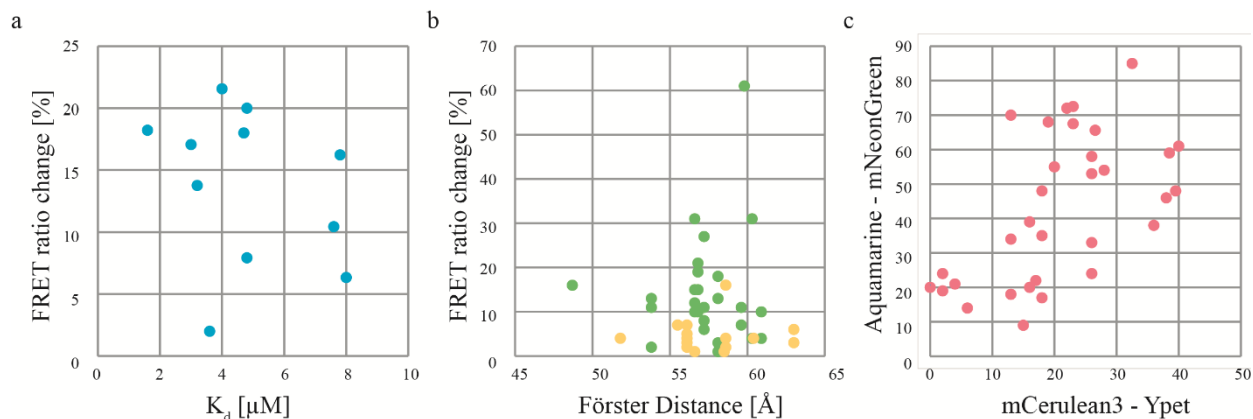 a
b
c
FRET ratio change [%]
25
20
15
10
5
0
0 2 4 6 8 10
K_d [µM]
FRET ratio change [%]
70
60
50
40
30
20
10
0
45 50 55 60 65
Förster Distance [Å]
Aquamarine - mNeonGreen
90
80
70
60
50
40
30
20
10
0
0 10 20 30 40 50
mCerulean3 - Ypet